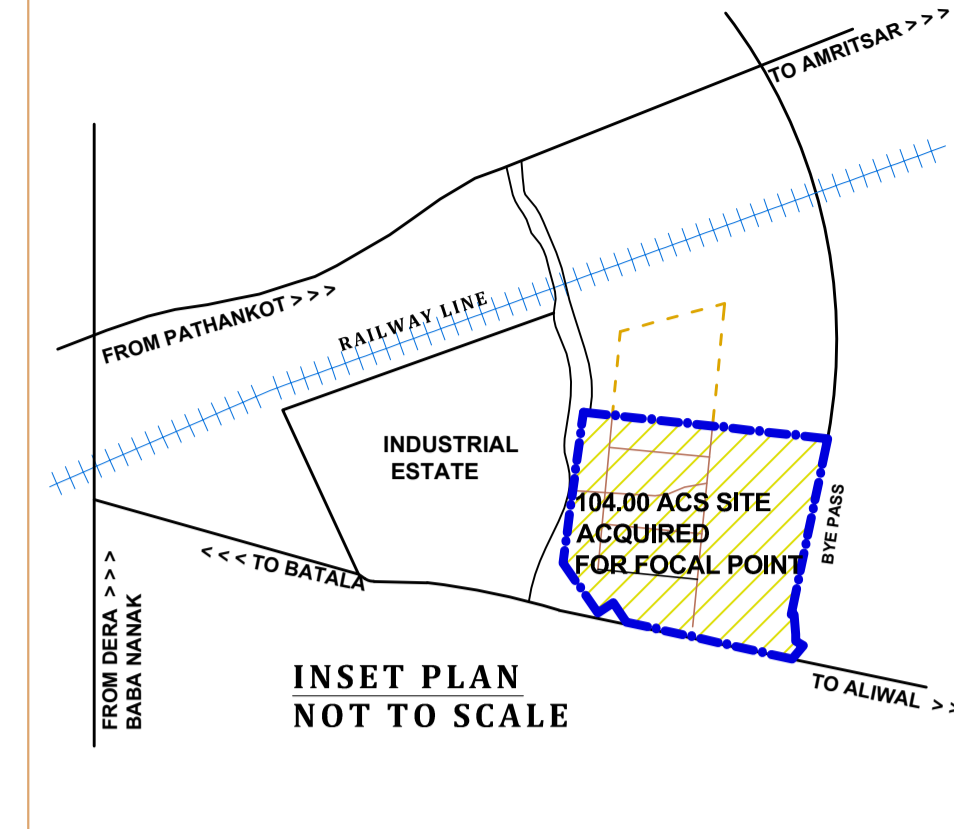 TO AMRITSAR > > >
FROM PATHANKOT > > >
RAILWAY LINE
INDUSTRIAL
ESTATE
104.00 ACS SITE
ACQUIRED
FOR FOCAL POINT
BYE PASS
< < < TO BATALA
FROM DERA > > >
BABA NANAK
INSET PLAN
NOT TO SCALE
TO ALIWAL > >